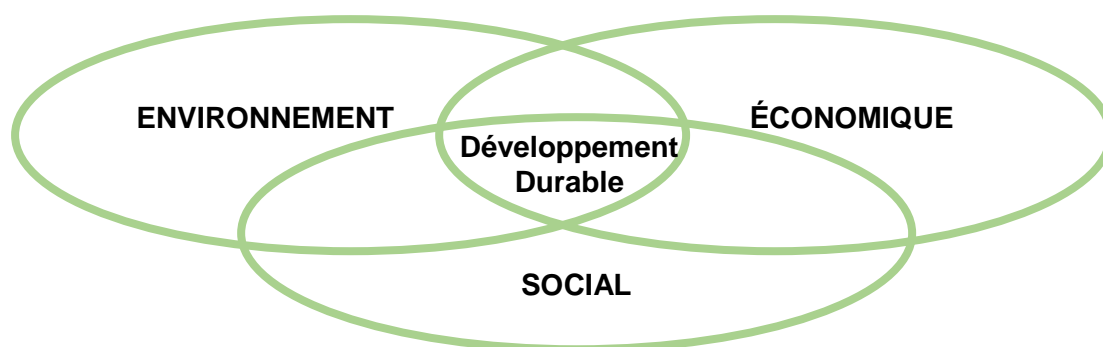 ENVIRONNEMENT
ÉCONOMIQUE
Développement
Durable
SOCIAL